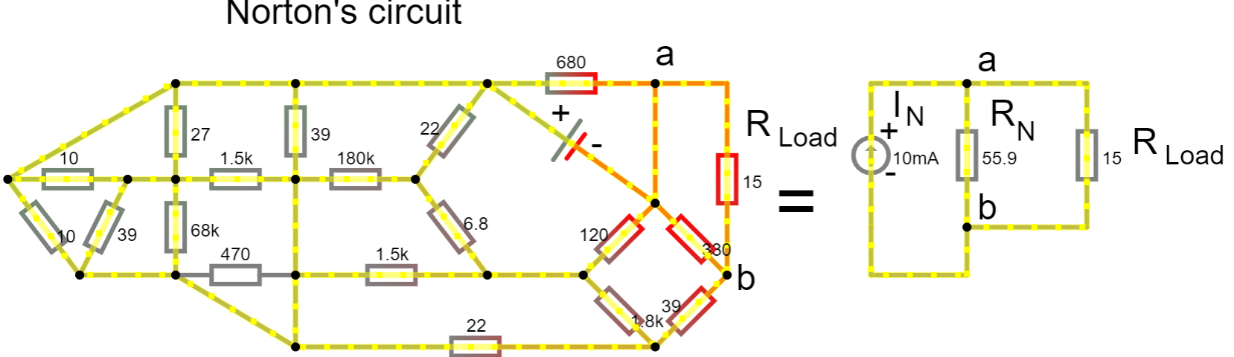 Norton's circuit
680
a
a
+
-
R Load
I N
R N
R Load
27
39
22
10
1.5k
180k
15
=
+
10mA
-
55.9
15
10
39
68k
6.8
120
330
b
470
1.5k
b
1.8k
39
22